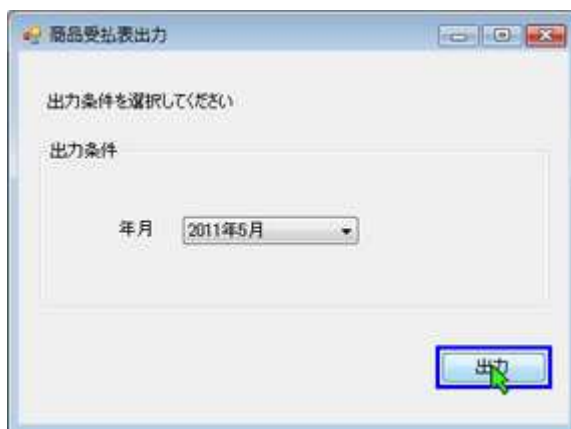 商品受払表出力
出力条件を選択してください
出力条件
年月 2011年5月
出力